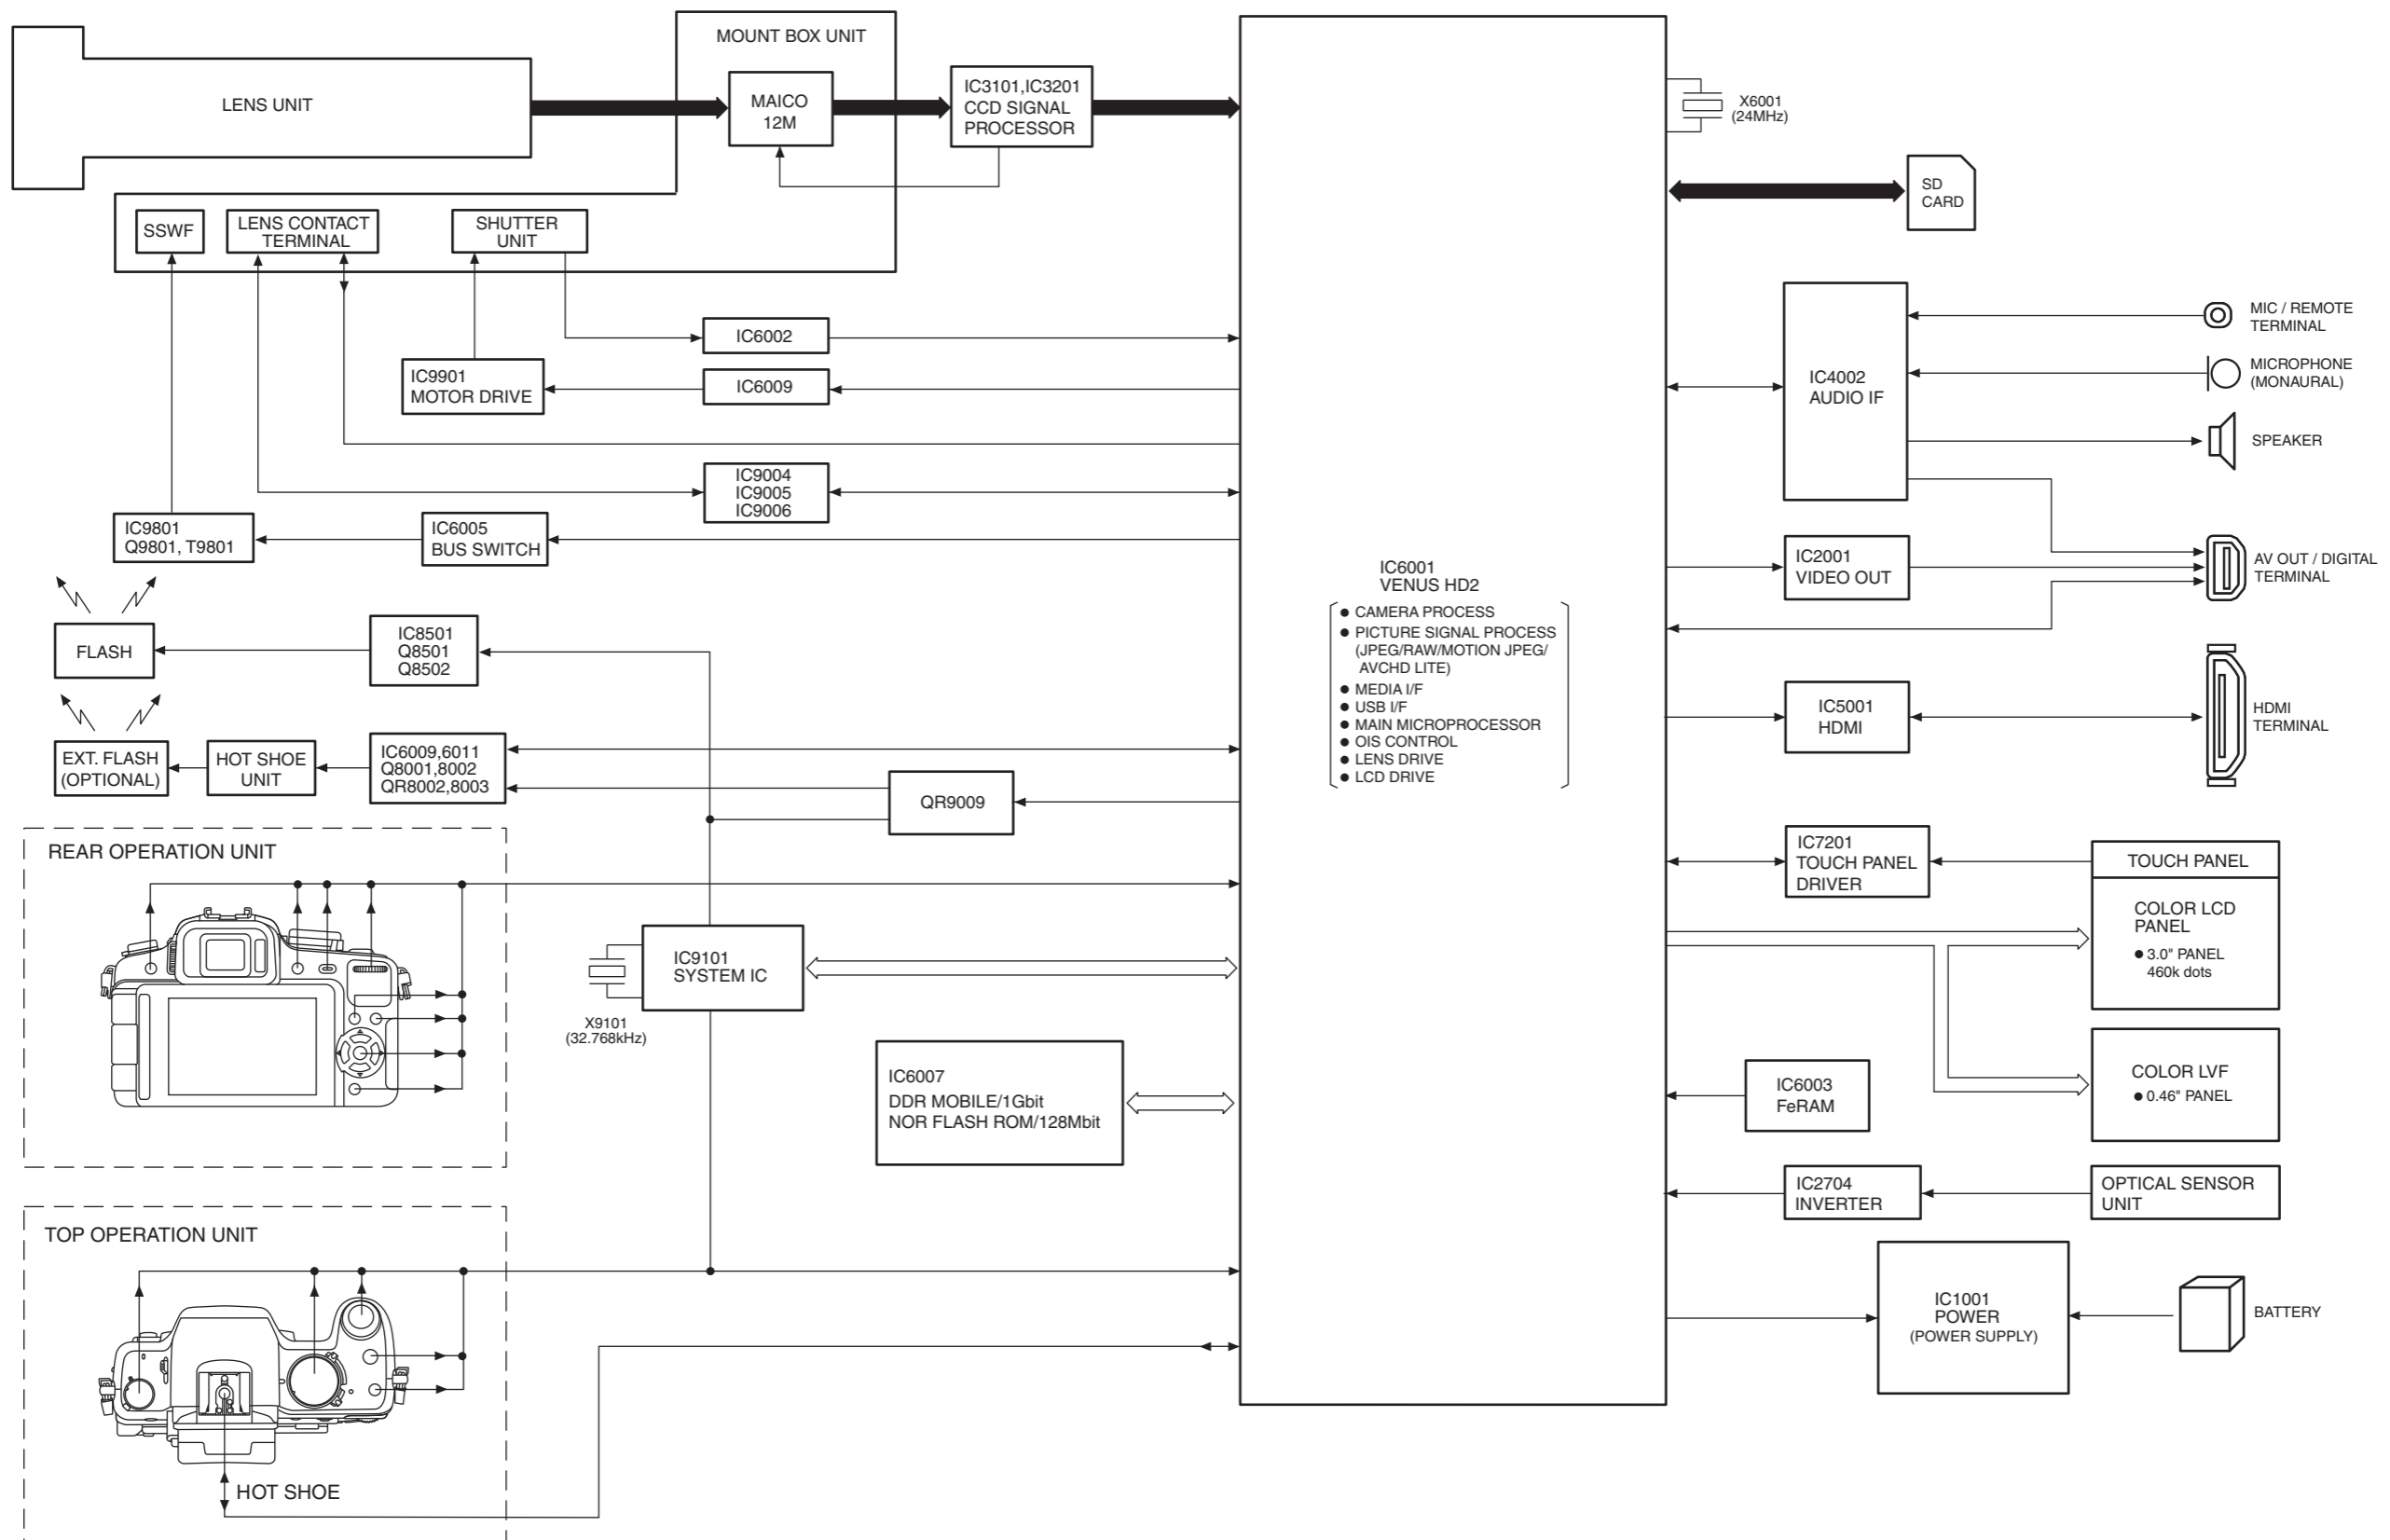 MOUNT BOX UNIT
LENS UNIT
MAICO
12M
IC3101,IC3201
CCD SIGNAL
PROCESSOR
X6001
(24MHz)
SD
CARD
SSWF
LENS CONTACT
TERMINAL
SHUTTER
UNIT
IC6002
IC9901
MOTOR DRIVE
IC6009
IC9004
IC9005
IC9006
IC9801
Q9801, T9801
IC6005
BUS SWITCH
FLASH
IC8501
Q8501
Q8502
EXT. FLASH
(OPTIONAL)
HOT SHOE
UNIT
IC6009,6011
Q8001,8002
QR8002,8003
QR9009
IC6001
VENUS HD2
● CAMERA PROCESS
● PICTURE SIGNAL PROCESS
(JPEG/RAW/MOTION JPEG/
AVCHD LITE)
● MEDIA I/F
● USB I/F
● MAIN MICROPROCESSOR
● OIS CONTROL
● LENS DRIVE
● LCD DRIVE
IC4002
AUDIO IF
MIC / REMOTE
TERMINAL
MICROPHONE
(MONAURAL)
SPEAKER
IC2001
VIDEO OUT
AV OUT / DIGITAL
TERMINAL
IC5001
HDMI
HDMI
TERMINAL
REAR OPERATION UNIT
IC9101
SYSTEM IC
X9101
(32.768kHz)
IC6007
DDR MOBILE/1Gbit
NOR FLASH ROM/128Mbit
IC7201
TOUCH PANEL
DRIVER
TOUCH PANEL
COLOR LCD
PANEL
● 3.0" PANEL
460k dots
COLOR LVF
● 0.46" PANEL
IC6003
FeRAM
IC2704
INVERTER
OPTICAL SENSOR
UNIT
IC1001
POWER
(POWER SUPPLY)
BATTERY
TOP OPERATION UNIT
HOT SHOE